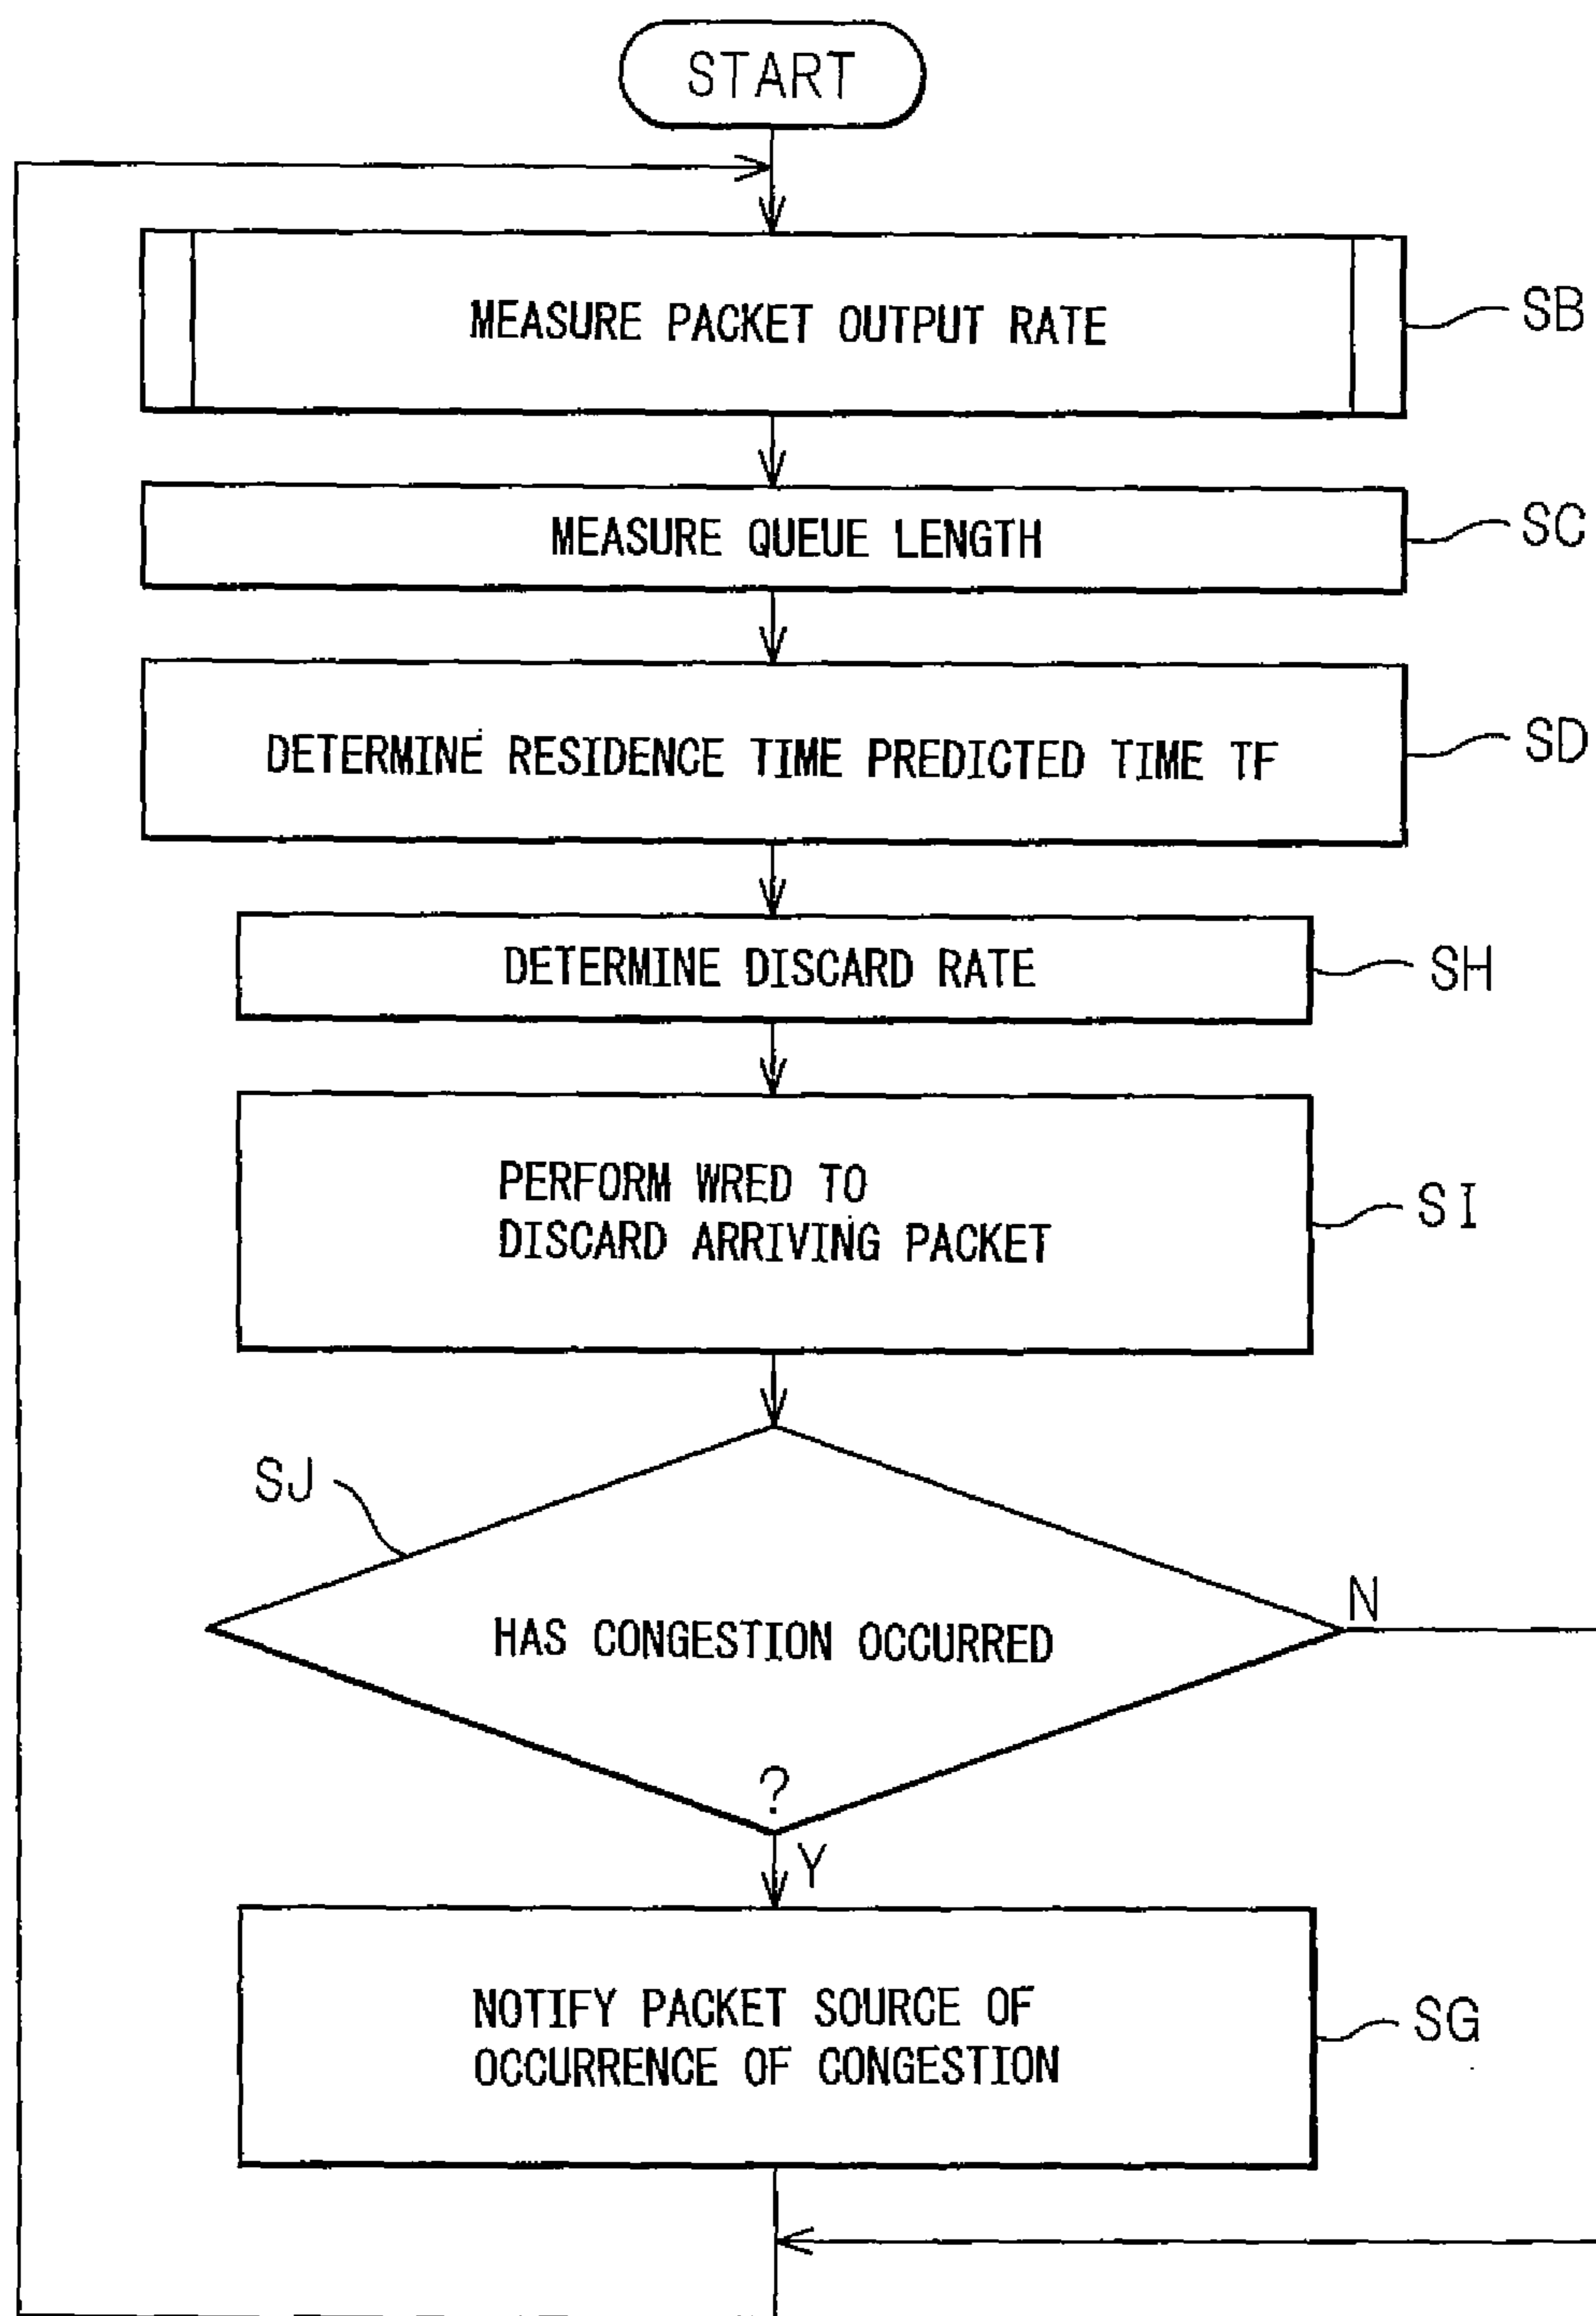 START
MEASURE PACKET OUTPUT RATE
SB
MEASURE QUEUE LENGTH
SC
DETERMINE RESIDENCE TIME PREDICTED TIME TF
SD
DETERMINE DISCARD RATE
SH
PERFORM WRED TO
DISCARD ARRIVING PACKET
SI
SJ
HAS CONGESTION OCCURRED
?
N
Y
NOTIFY PACKET SOURCE OF
OCCURRENCE OF CONGESTION
SG